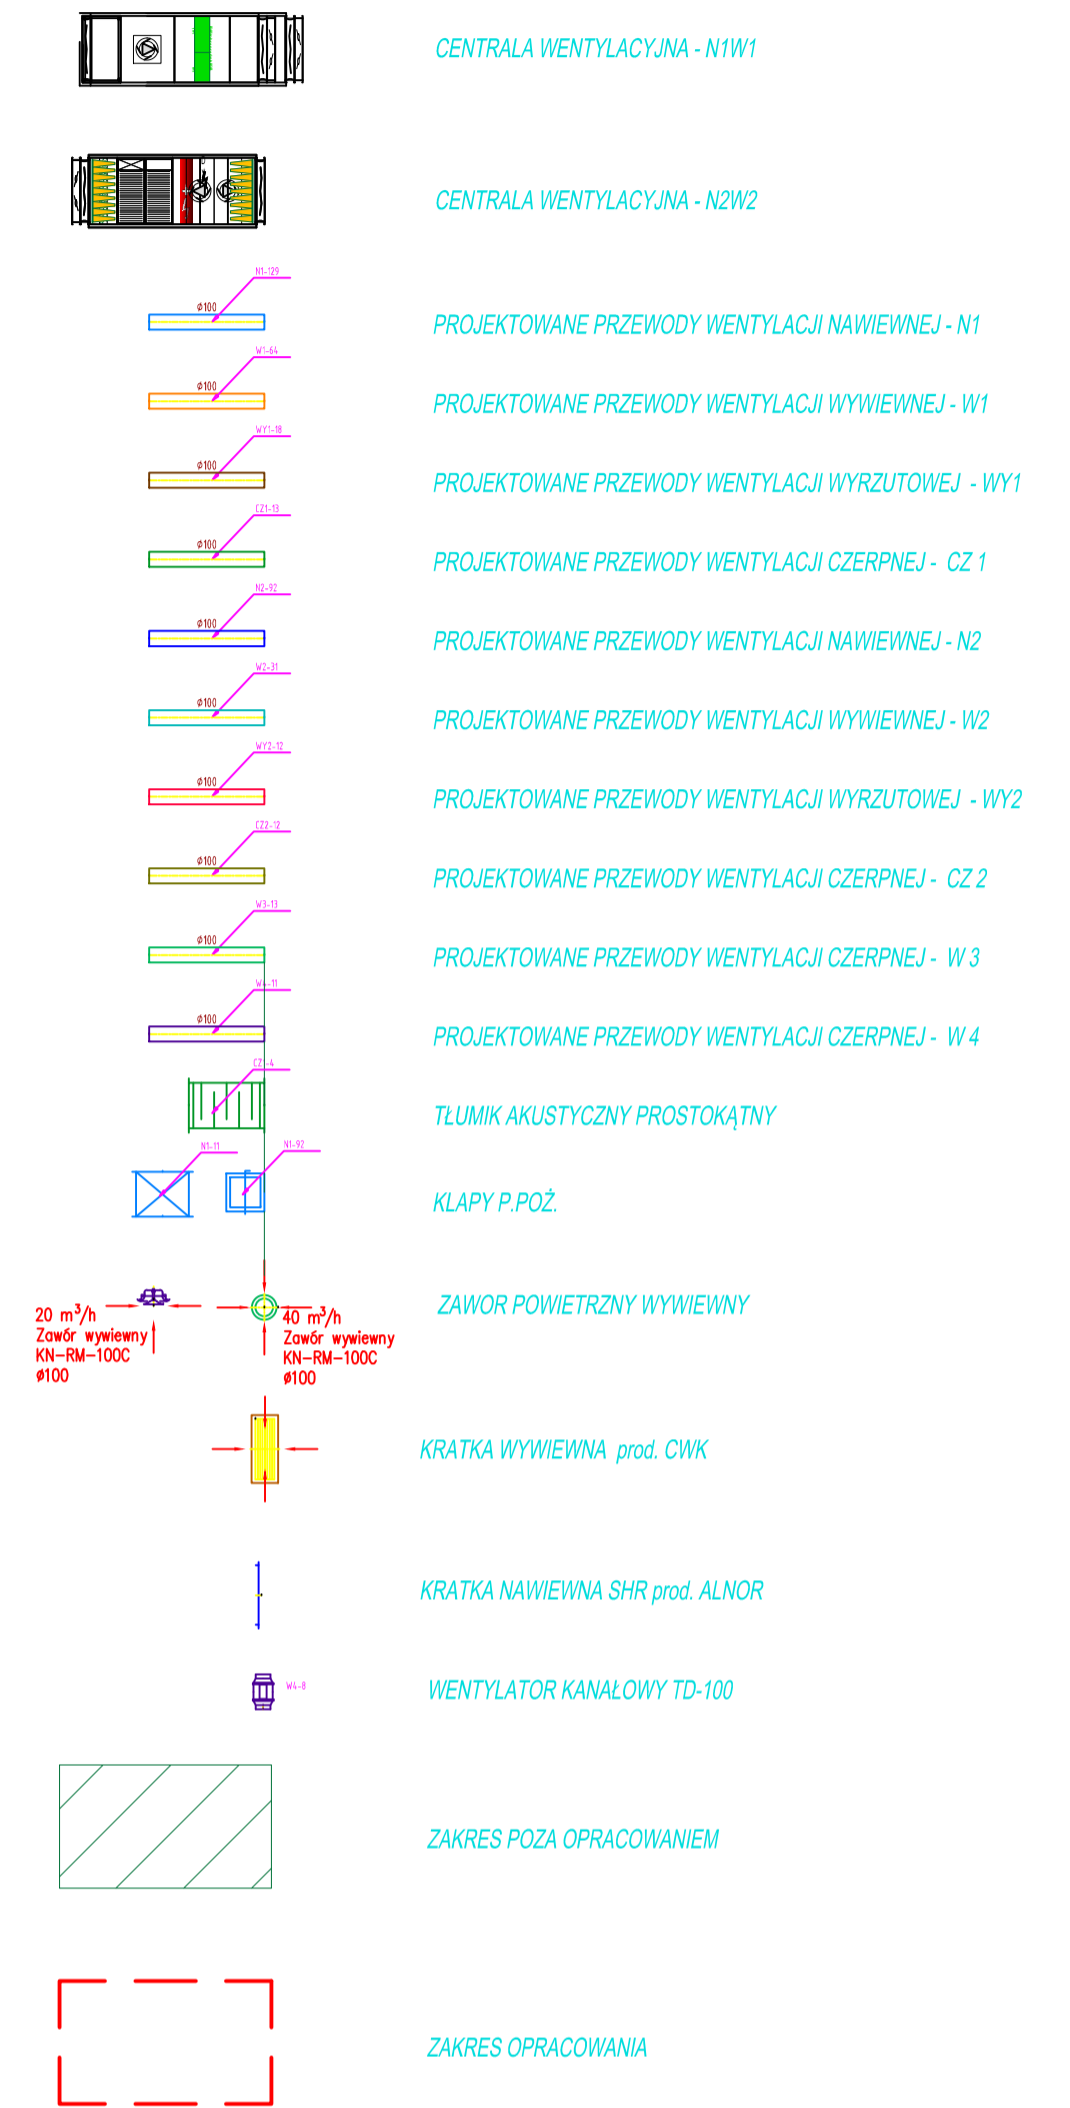 CENTRALA WENTYLACYJNA - N1W1
CENTRALA WENTYLACYJNA - N2W2
N1-129
ø100
PROJEKTOWANE PRZEWODY WENTYLACJI NAWIEWNEJ - N1
W1-64
ø100
PROJEKTOWANE PRZEWODY WENTYLACJI WYWIEWNEJ - W1
WY1-18
ø100
PROJEKTOWANE PRZEWODY WENTYLACJI WYRZUTOWEJ - WY1
CZ1-13
ø100
PROJEKTOWANE PRZEWODY WENTYLACJI CZERPNEJ - CZ 1
N2-92
ø100
PROJEKTOWANE PRZEWODY WENTYLACJI NAWIEWNEJ - N2
W2-31
ø100
PROJEKTOWANE PRZEWODY WENTYLACJI WYWIEWNEJ - W2
WY2-12
ø100
PROJEKTOWANE PRZEWODY WENTYLACJI WYRZUTOWEJ - WY2
CZ2-12
ø100
PROJEKTOWANE PRZEWODY WENTYLACJI CZERPNEJ - CZ 2
W3-13
ø100
PROJEKTOWANE PRZEWODY WENTYLACJI CZERPNEJ - W 3
W4-11
ø100
PROJEKTOWANE PRZEWODY WENTYLACJI CZERPNEJ - W 4
CZ1-4
TŁUMIK AKUSTYCZNY PROSTOKĄTNY
N1-11
N1-92
KLAPY P.POŻ.
20 m³/h
Zawór wywiewny
KN-RM-100C
ø100
40 m³/h
Zawór wywiewny
KN-RM-100C
ø100
ZAWOR POWIETRZNY WYWIEWNY
KRATKA WYWIEWNA prod. CWK
KRATKA NAWIEWNA SHR prod. ALNOR
W4-8
WENTYLATOR KANAŁOWY TD-100
ZAKRES POZA OPRACOWANIEM
ZAKRES OPRACOWANIA